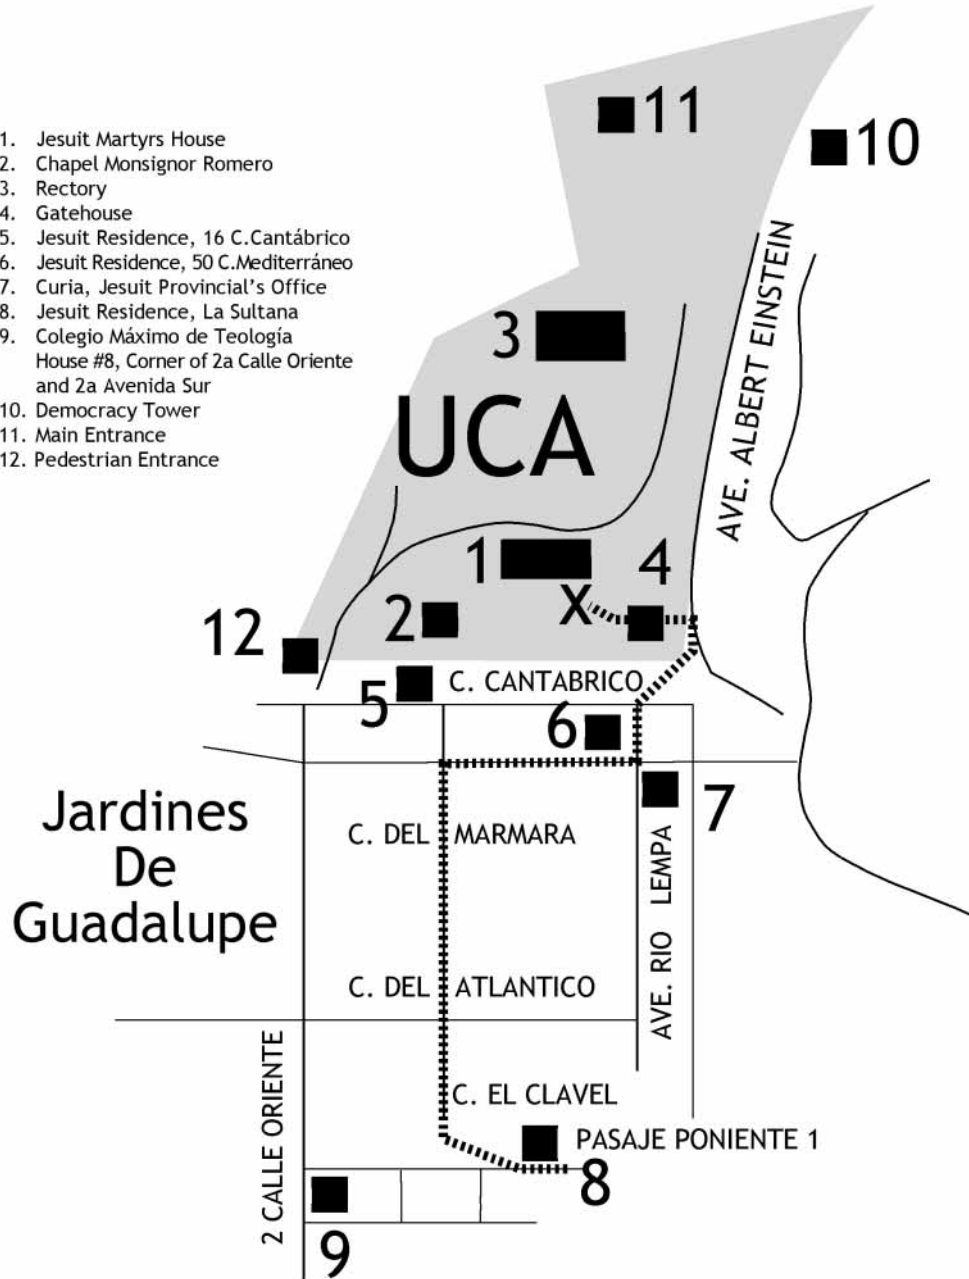 1. Jesuit Martyrs House
2. Chapel Monsignor Romero
3. Rectory
4. Gatehouse
5. Jesuit Residence, 16 C.Cantábrico
6. Jesuit Residence, 50 C.Mediterráneo
7. Curia, Jesuit Provincial's Office
8. Jesuit Residence, La Sultana
9. Colegio Máximo de Teología
House #8, Corner of 2a Calle Oriente
and 2a Avenida Sur
10. Democracy Tower
11. Main Entrance
12. Pedestrian Entrance
11
10
3
UCA
AVE. ALBERT EINSTEIN
1
4
X
2
12
5
C. CANTABRICO
6
7
Jardines
De
Guadalupe
C. DEL MARMARA
AVE. RIO LEMPA
C. DEL ATLANTICO
2 CALLE ORIENTE
C. EL CLAVEL
PASAJE PONIENTE 1
8
9